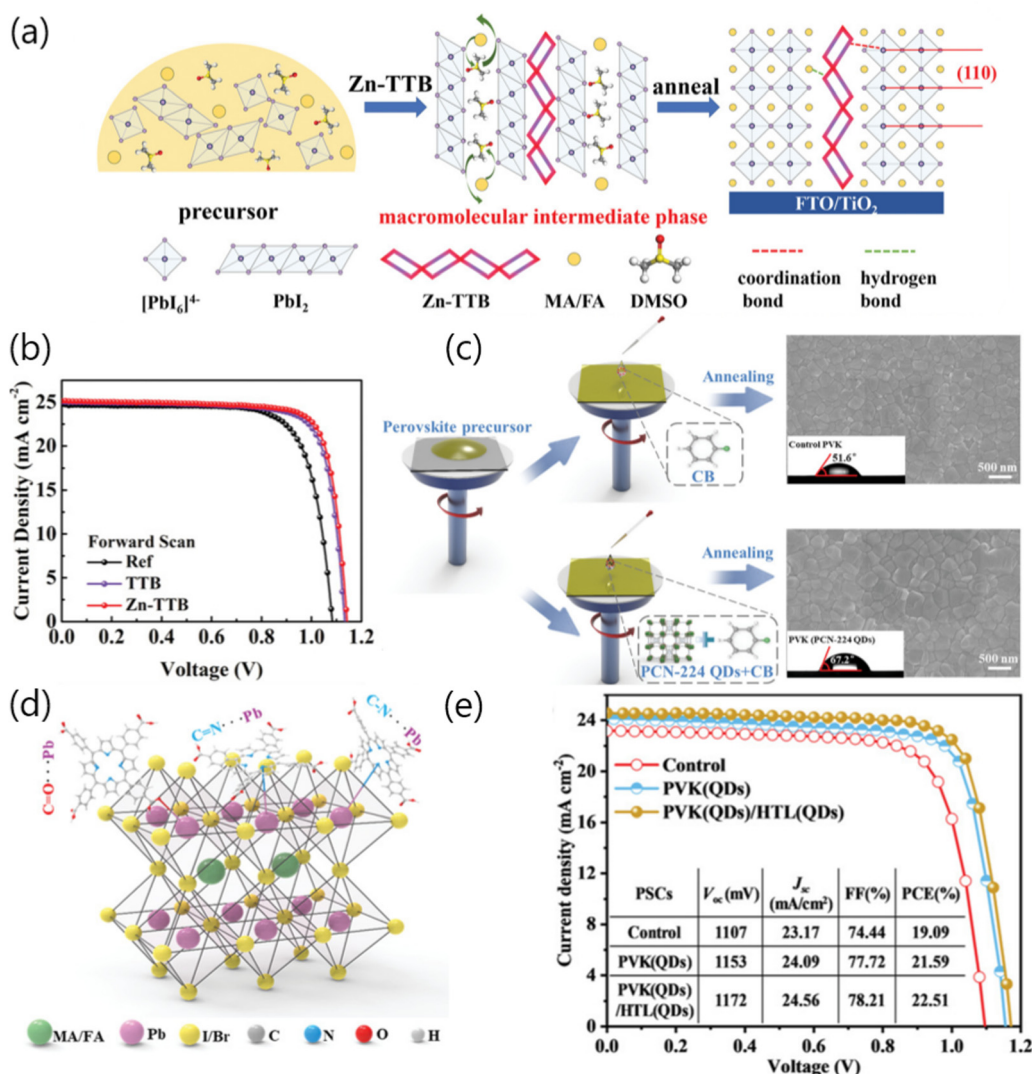 (a)
Zn-TTB
anneal
(110)
FTO/TiO2
precursor
macromolecular intermediate phase
[PbI6]4-
PbI2
Zn-TTB
MA/FA
DMSO
coordination bond
hydrogen bond
(b)
Current Density (mA cm-2)
25
20
15
10
5
0
Forward Scan
Ref
TTB
Zn-TTB
0.0 0.2 0.4 0.6 0.8 1.0 1.2
Voltage (V)
(c)
Perovskite precursor
CB
Annealing
Control PVK
51.6°
500 nm
PCN-224 QDs+CB
Annealing
PVK (PCN-224 QDs)
67.2°
500 nm
(d)
C=O···Pb
C=N···Pb
C-N···Pb
MA/FA Pb I/Br C N O H
(e)
Current density (mA cm-2)
24
20
16
12
8
4
0
Control
PVK(QDs)
PVK(QDs)/HTL(QDs)
PSCs Voc(mV) Jsc (mA/cm2) FF(%) PCE(%)
Control 1107 23.17 74.44 19.09
PVK(QDs) 1153 24.09 77.72 21.59
PVK(QDs)/HTL(QDs) 1172 24.56 78.21 22.51
0.0 0.2 0.4 0.6 0.8 1.0 1.2
Voltage (V)